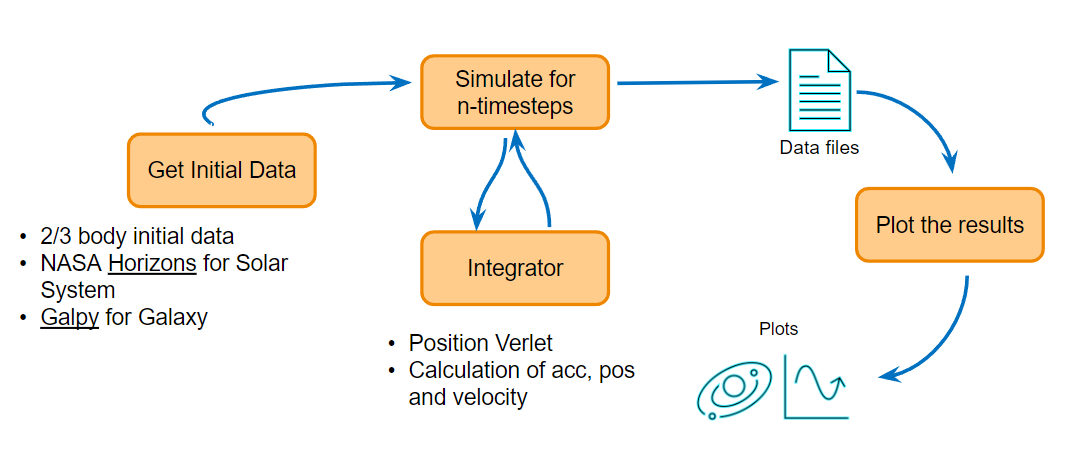 Get Initial Data
• 2/3 body initial data
• NASA Horizons for Solar
System
• Galpy for Galaxy
Simulate for
n-timesteps
Integrator
• Position Verlet
• Calculation of acc, pos
and velocity
Data files
Plot the results
Plots